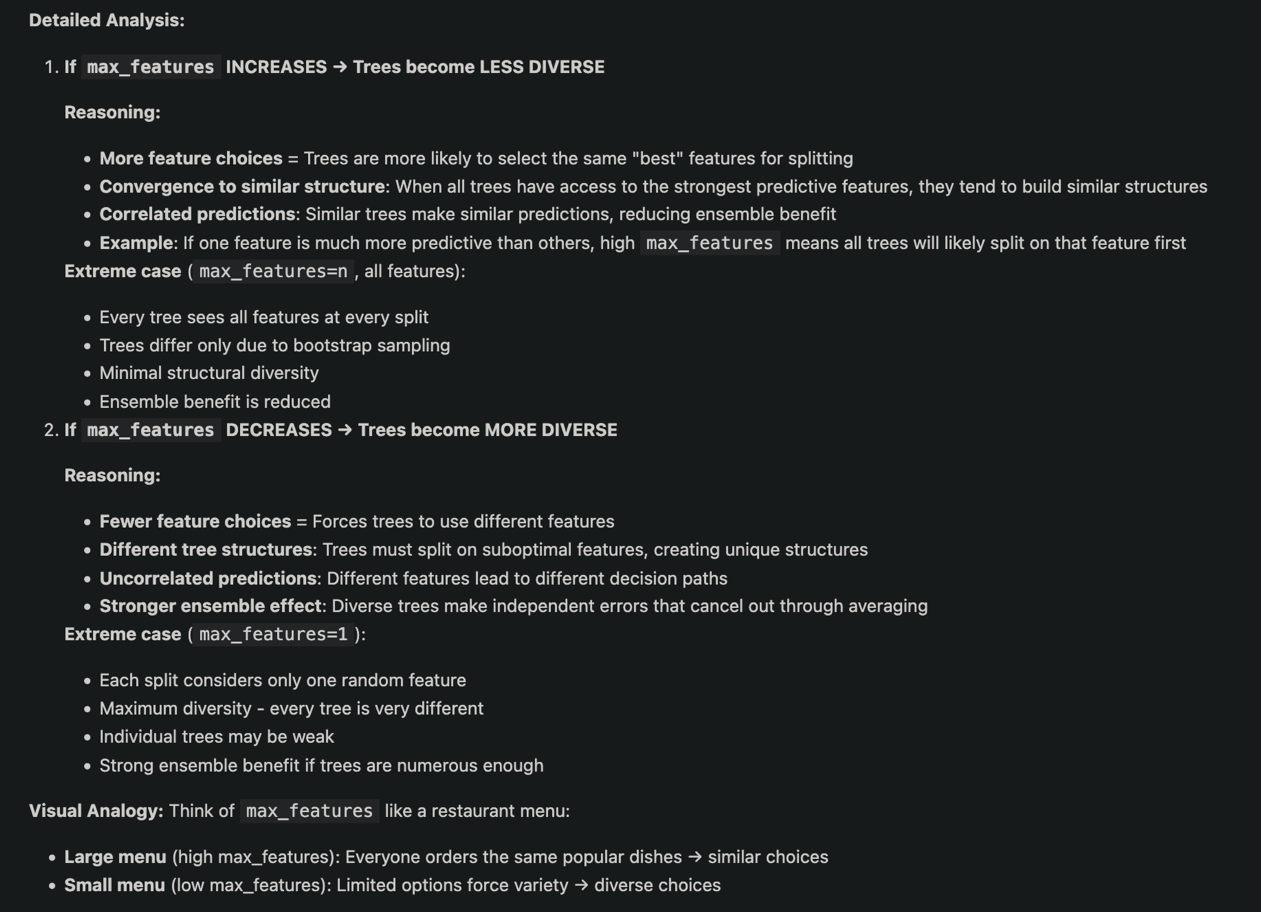 Detailed Analysis:
1. If max_features INCREASES → Trees become LESS DIVERSE
Reasoning:
• More feature choices = Trees are more likely to select the same "best" features for splitting
• Convergence to similar structure: When all trees have access to the strongest predictive features, they tend to build similar structures
• Correlated predictions: Similar trees make similar predictions, reducing ensemble benefit
• Example: If one feature is much more predictive than others, high max_features means all trees will likely split on that feature first
Extreme case (max_features=n, all features):
• Every tree sees all features at every split
• Trees differ only due to bootstrap sampling
• Minimal structural diversity
• Ensemble benefit is reduced
2. If max_features DECREASES → Trees become MORE DIVERSE
Reasoning:
• Fewer feature choices = Forces trees to use different features
• Different tree structures: Trees must split on suboptimal features, creating unique structures
• Uncorrelated predictions: Different features lead to different decision paths
• Stronger ensemble effect: Diverse trees make independent errors that cancel out through averaging
Extreme case (max_features=1):
• Each split considers only one random feature
• Maximum diversity - every tree is very different
• Individual trees may be weak
• Strong ensemble benefit if trees are numerous enough
Visual Analogy: Think of max_features like a restaurant menu:
• Large menu (high max_features): Everyone orders the same popular dishes → similar choices
• Small menu (low max_features): Limited options force variety → diverse choices